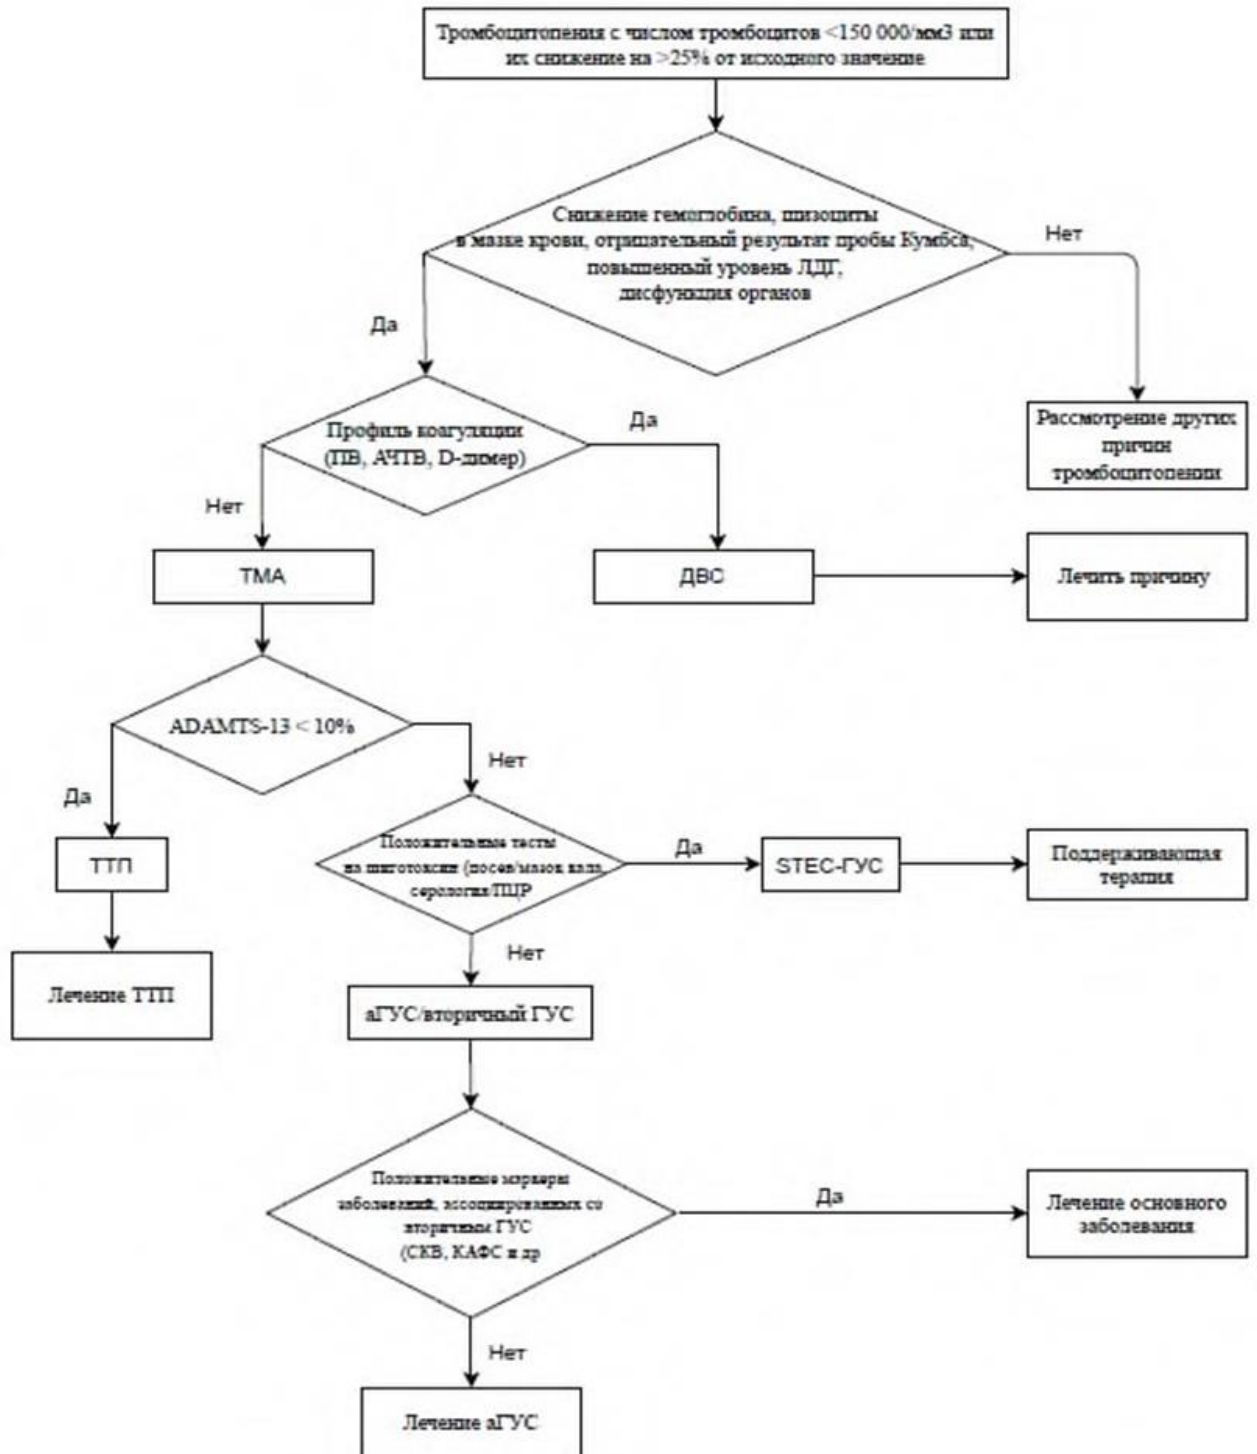 Тромбоцитопения с числом тромбоцитов <150 000/мм3 или
их снижение на >25% от исходного значение
Снижение гемоглобина, шизоциты
в мазке крови, отрицательный результат пробы Кумбса,
повышенный уровень ЛДГ,
дисфункция органов
Нет
Да
Рассмотрение других
причин
тромбоцитопении
Профиль коагуляции
(ПВ, АЧТВ, D-димер)
Да
Нет
ТМА
ДВС
Лечить причину
ADAMTS-13 < 10%
Нет
Да
ТТП
Положительные тесты
на шиготоксин (посев/мазок кала,
серология/ПЦР
Да
STEC-ГУС
Поддерживающая
терапия
Лечение ТТП
Нет
аГУС/вторичный ГУС
Положительные маркеры
заболеваний, ассоциированных со
вторичным ГУС
(СКВ, КАФС и др
Да
Лечение основного
заболевания
Нет
Лечение аГУС